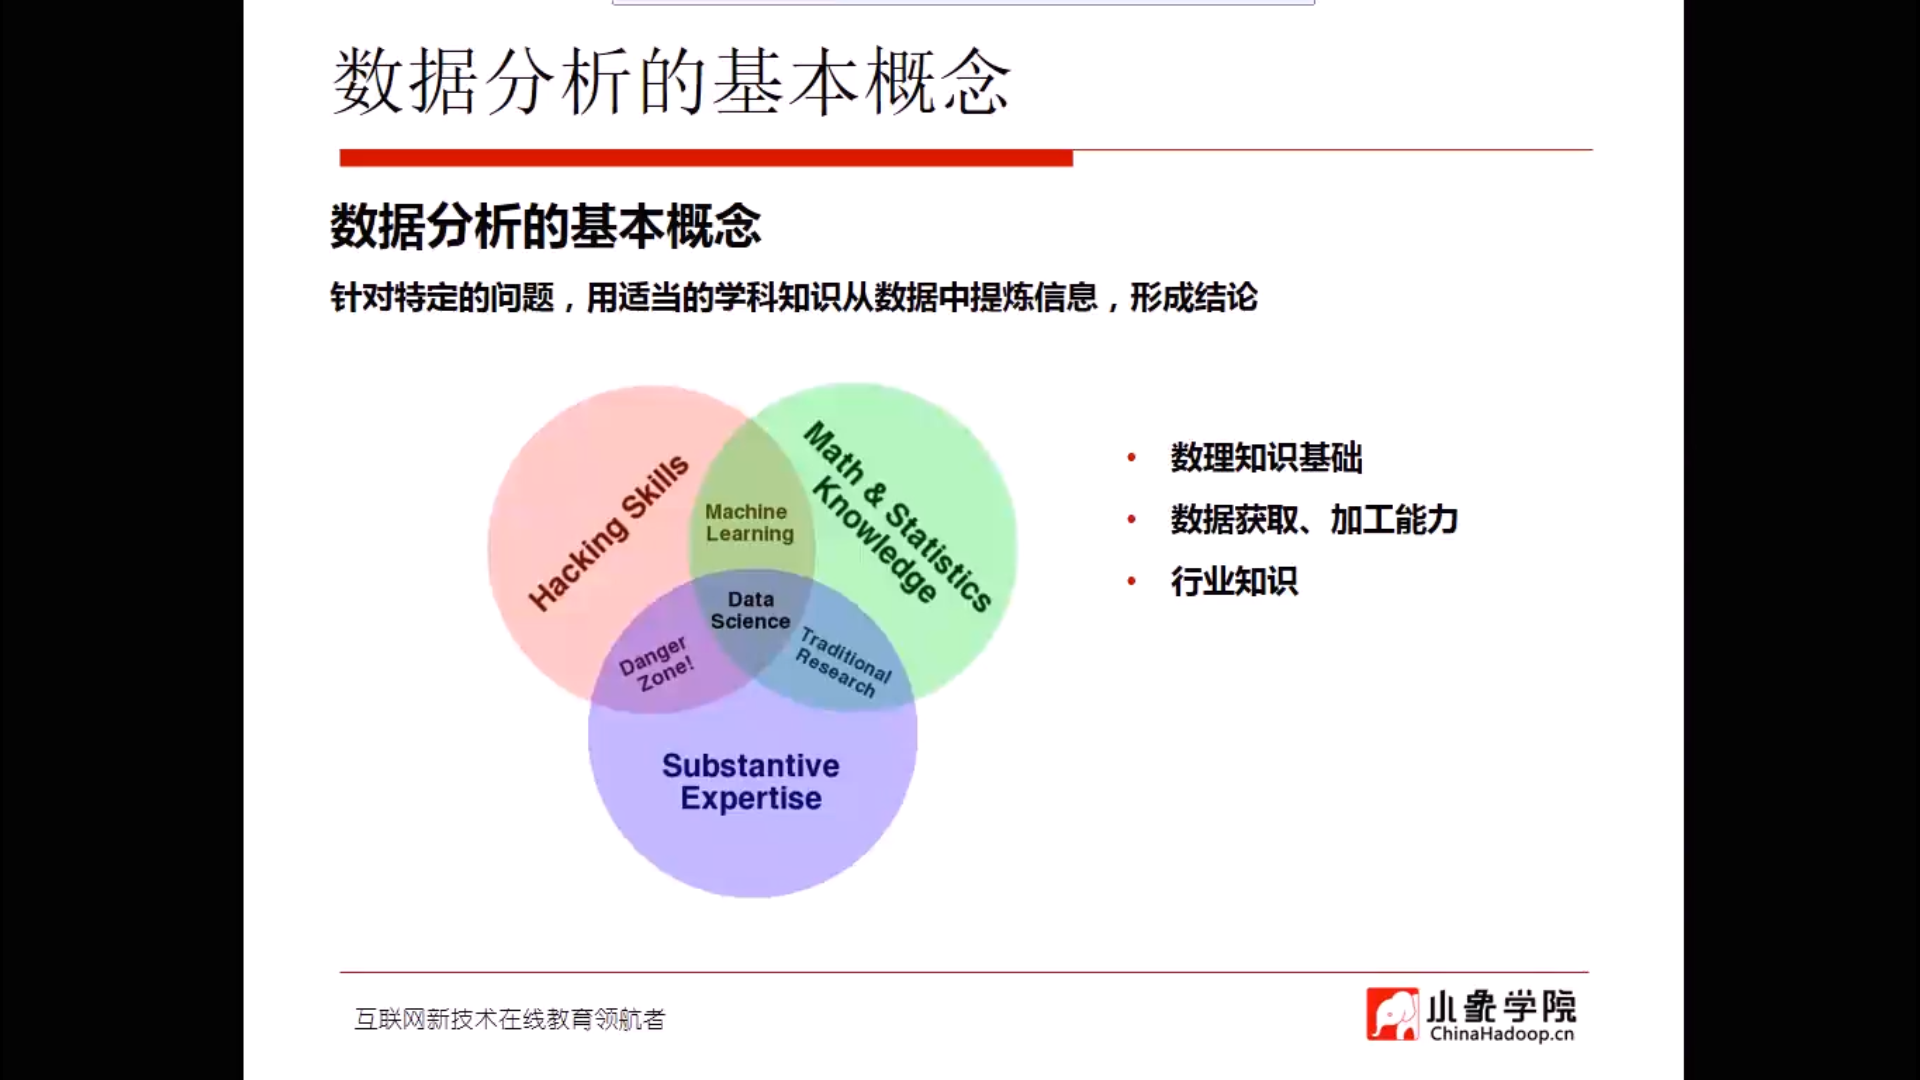 数据分析的基本概念
数据分析的基本概念
针对特定的问题，用适当的学科知识从数据中提炼信息，形成结论
Hacking Skills
Math & Statistics
Knowledge
Machine
Learning
Data
Science
Danger
Zone!
Traditional
Research
Substantive
Expertise
• 数理知识基础
• 数据获取、加工能力
• 行业知识
互联网新技术在线教育领航者
小象学院
ChinaHadoop.cn